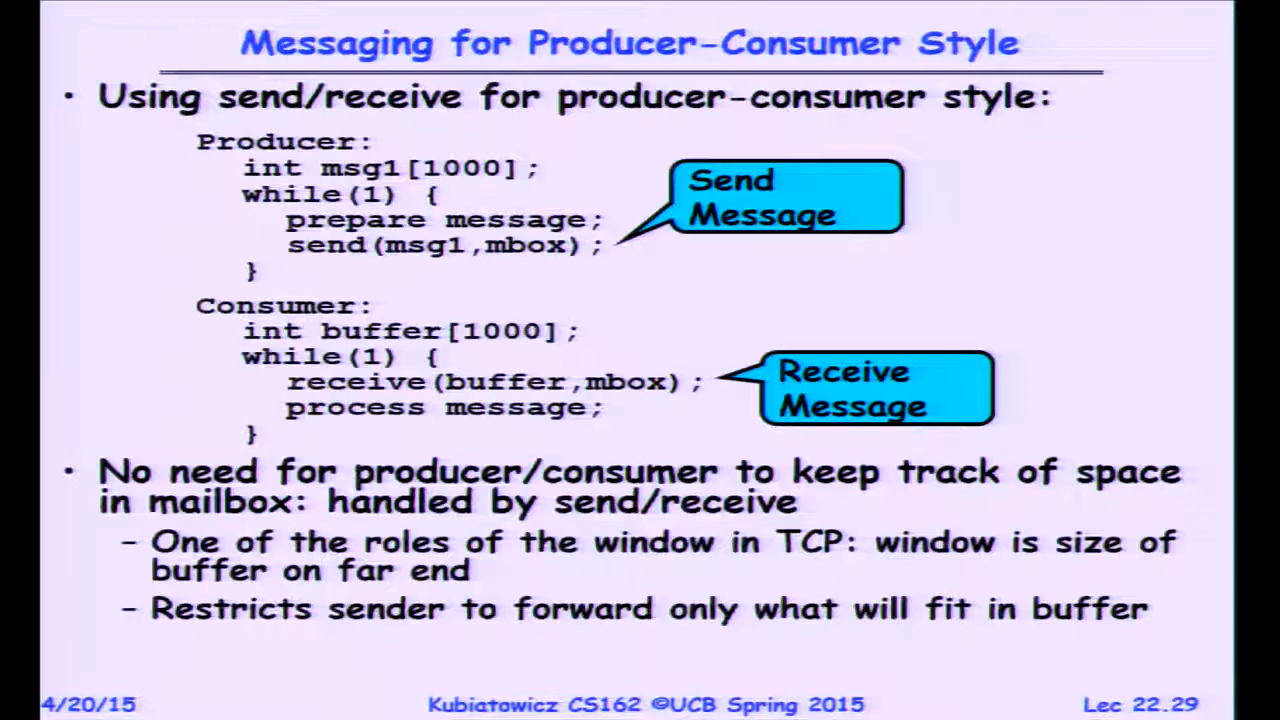 Messaging for Producer-Consumer Style
• Using send/receive for producer-consumer style:
Producer:
int msg1[1000];
while(1) {
prepare message;
send(msg1,mbox);
}
Send
Message
Consumer:
int buffer[1000];
while(1) {
receive(buffer,mbox);
process message;
}
Receive
Message
• No need for producer/consumer to keep track of space
in mailbox: handled by send/receive
– One of the roles of the window in TCP: window is size of
buffer on far end
– Restricts sender to forward only what will fit in buffer
4/20/15
Kubiatowicz CS162 ©UCB Spring 2015
Lec 22.29